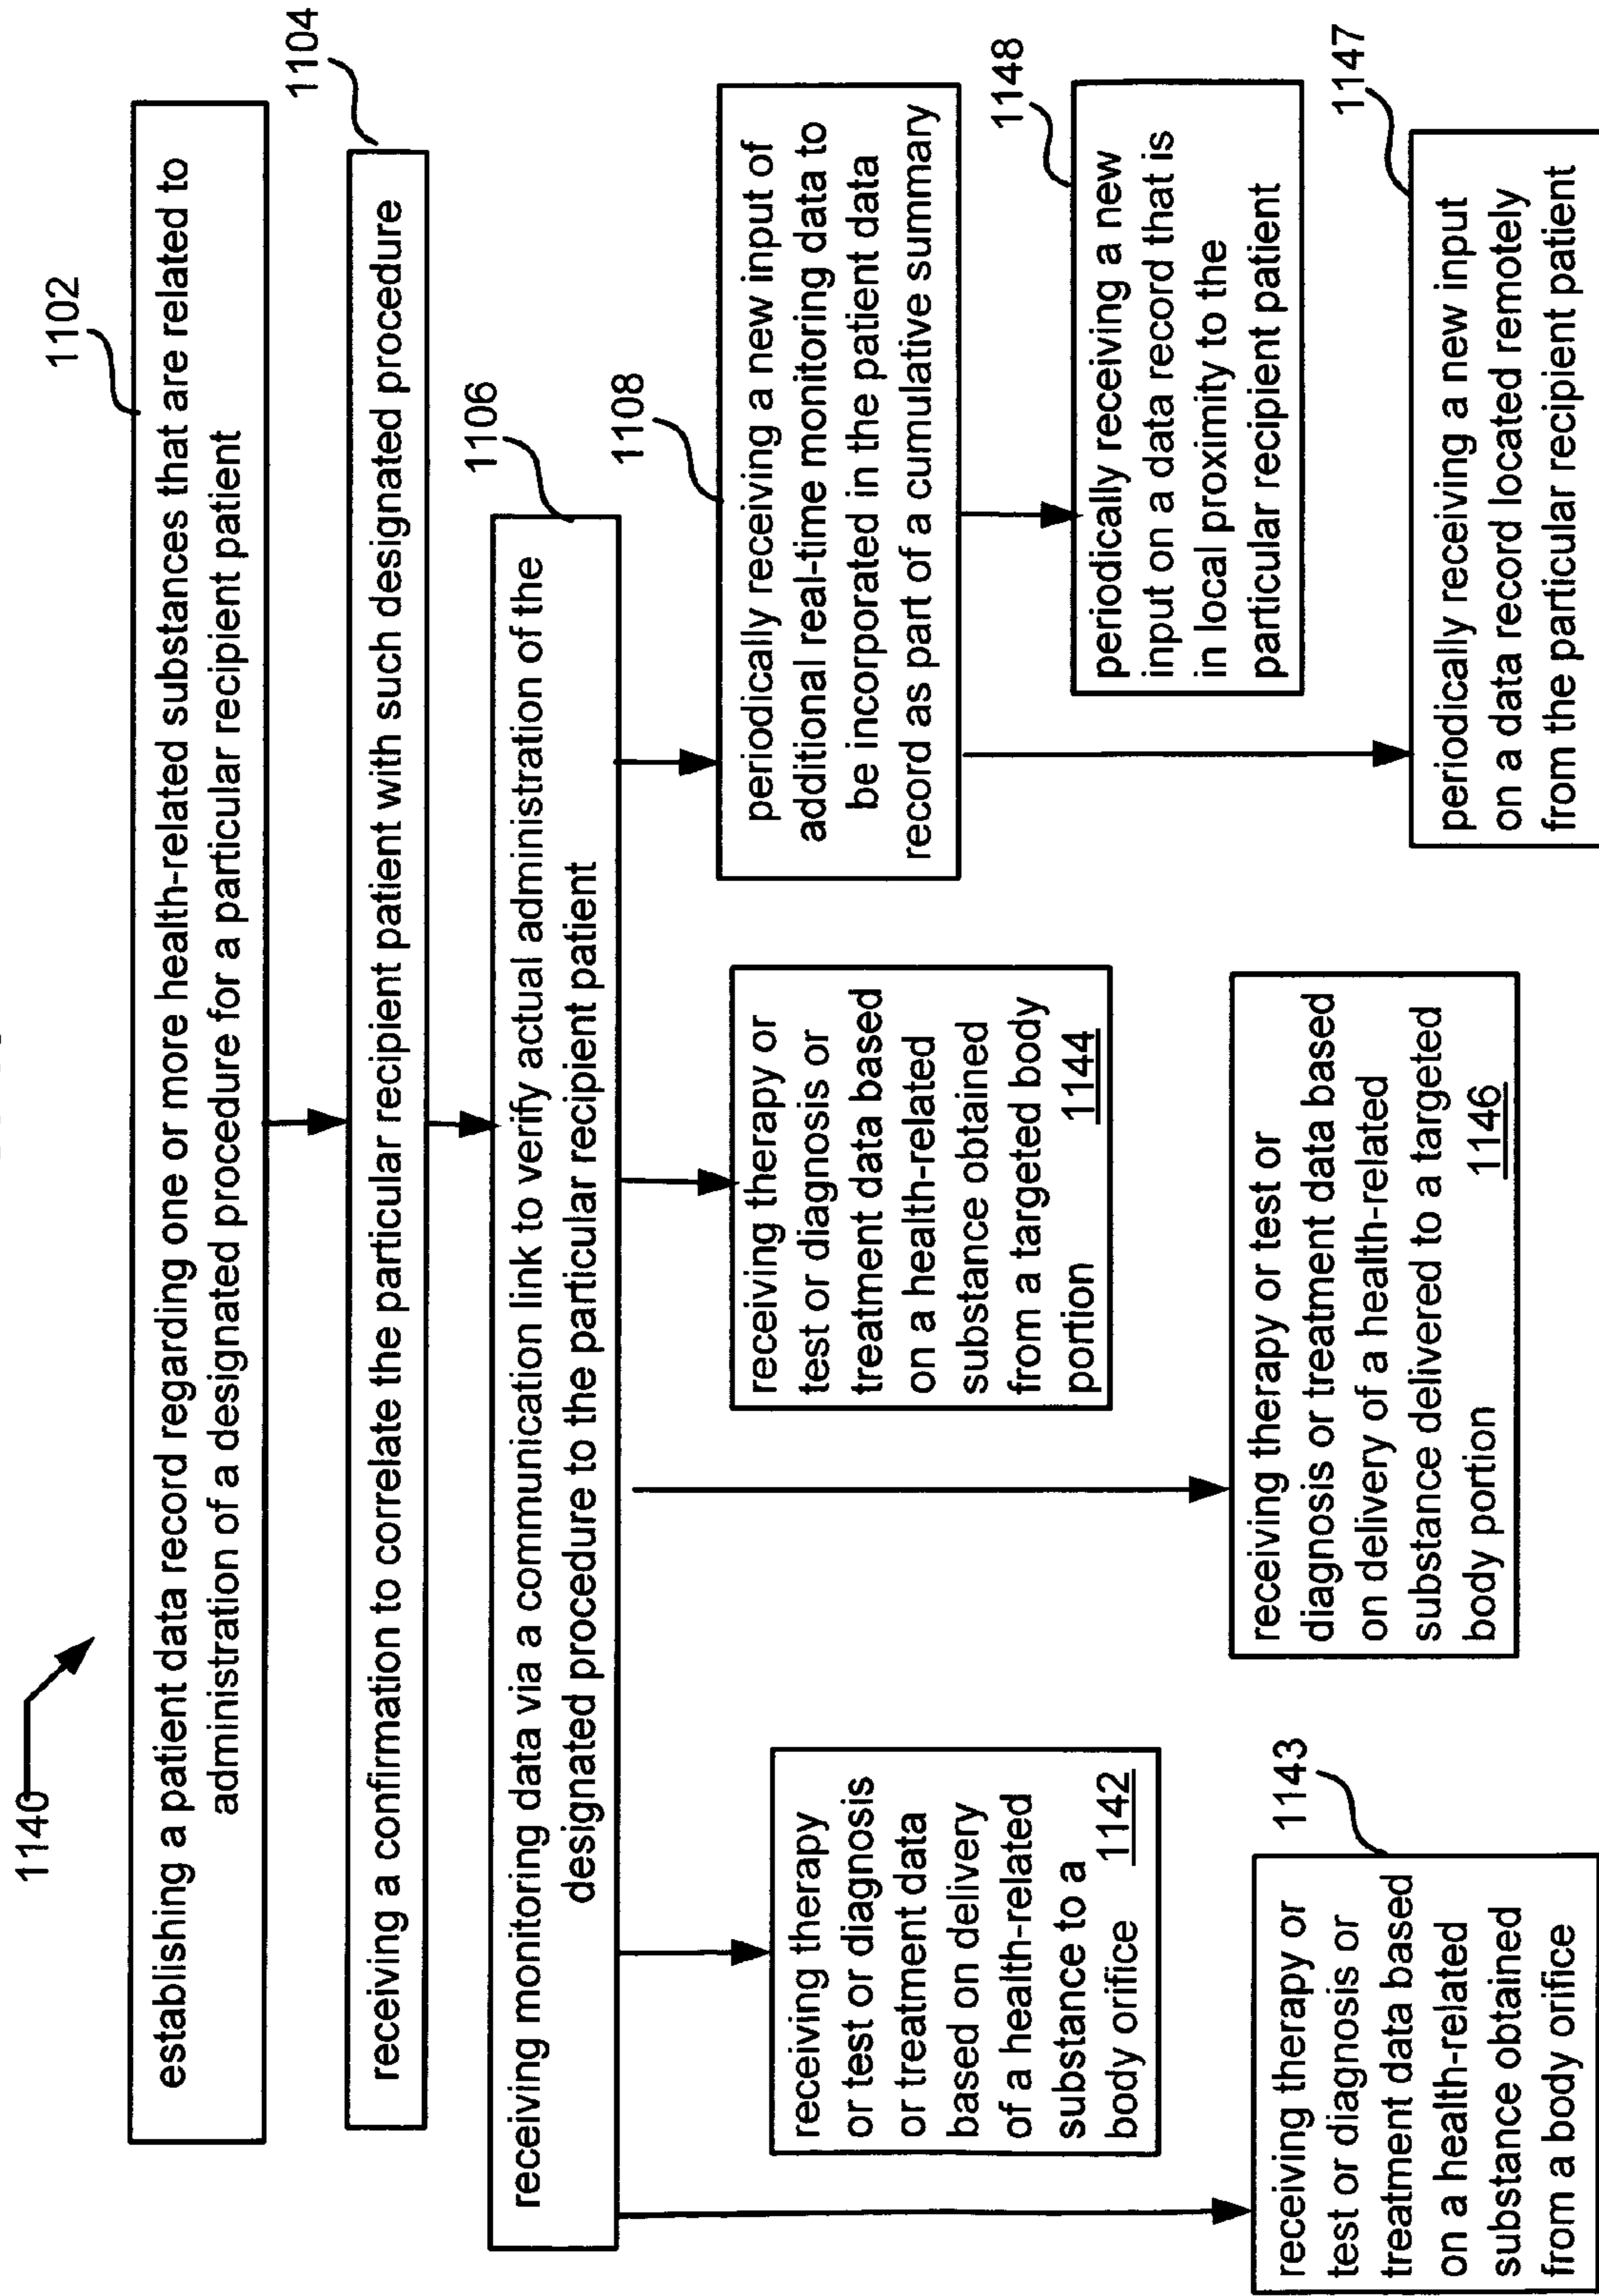 1140
1102
establishing a patient data record regarding one or more health-related substances that are related to
administration of a designated procedure for a particular recipient patient
1104
receiving a confirmation to correlate the particular recipient patient with such designated procedure
1106
receiving monitoring data via a communication link to verify actual administration of the
designated procedure to the particular recipient patient
1108
receiving therapy
or test or diagnosis
or treatment data
based on delivery
of a health-related
substance to a
body orifice 1142
receiving therapy or
test or diagnosis or
treatment data based
on a health-related
substance obtained
from a targeted body
portion 1144
periodically receiving a new input of
additional real-time monitoring data to
be incorporated in the patient data
record as part of a cumulative summary
1148
periodically receiving a new
input on a data record that is
in local proximity to the
particular recipient patient
1143
receiving therapy or
test or diagnosis or
treatment data based
on a health-related
substance obtained
from a body orifice
receiving therapy or test or
diagnosis or treatment data based
on delivery of a health-related
substance delivered to a targeted
body portion 1146
1147
periodically receiving a new input
on a data record located remotely
from the particular recipient patient